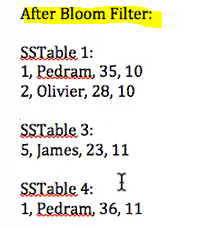 After Bloom Filter:
SSTable 1:
1, Pedram, 35, 10
2, Olivier, 28, 10
SSTable 3:
5, James, 23, 11
SSTable 4:
1, Pedram, 36, 11